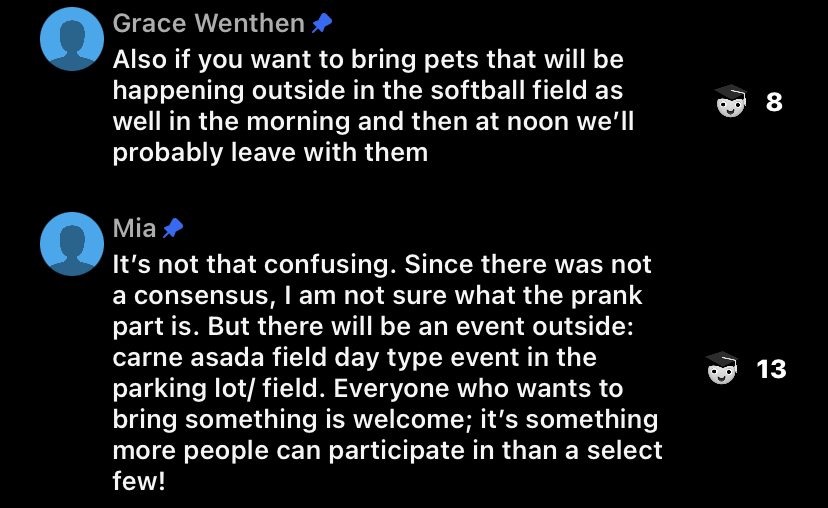 Grace Wenthen
Also if you want to bring pets that will be
happening outside in the softball field as
well in the morning and then at noon we’ll
probably leave with them
8
Mia
It’s not that confusing. Since there was not
a consensus, I am not sure what the prank
part is. But there will be an event outside:
carne asada field day type event in the
parking lot/ field. Everyone who wants to
bring something is welcome; it’s something
more people can participate in than a select
few!
13